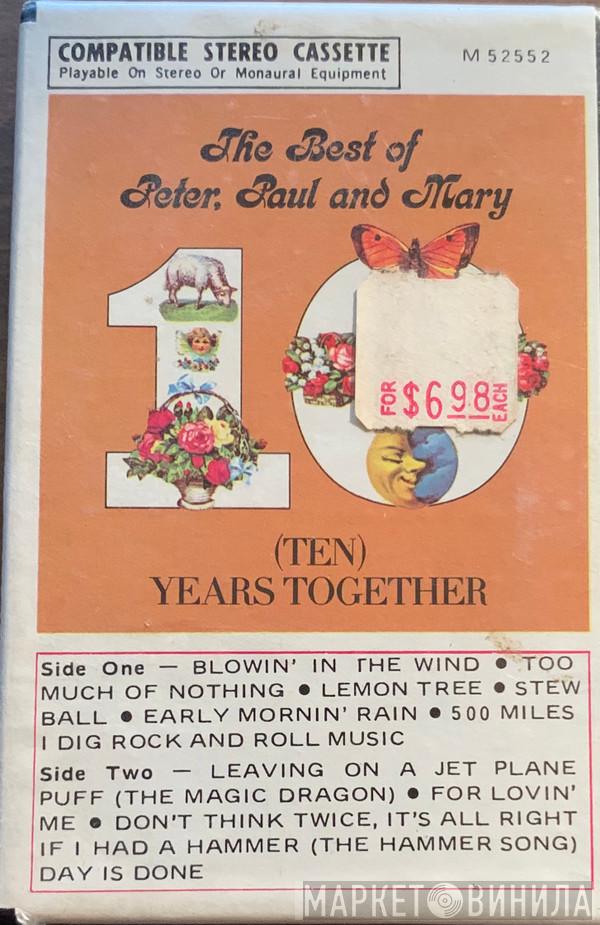 COMPATIBLE STEREO CASSETTE
Playable On Stereo Or Monaural Equipment
M 52552
The Best of
Peter, Paul and Mary
10
FOR $6.98 EACH
(TEN)
YEARS TOGETHER
Side One — BLOWIN' IN THE WIND • TOO
MUCH OF NOTHING • LEMON TREE • STEW
BALL • EARLY MORNIN' RAIN • 500 MILES
I DIG ROCK AND ROLL MUSIC
Side Two — LEAVING ON A JET PLANE
PUFF (THE MAGIC DRAGON) • FOR LOVIN'
ME • DON'T THINK TWICE, IT'S ALL RIGHT
IF I HAD A HAMMER (THE HAMMER SONG)
DAY IS DONE
МАРКЕТ ВИНИЛА